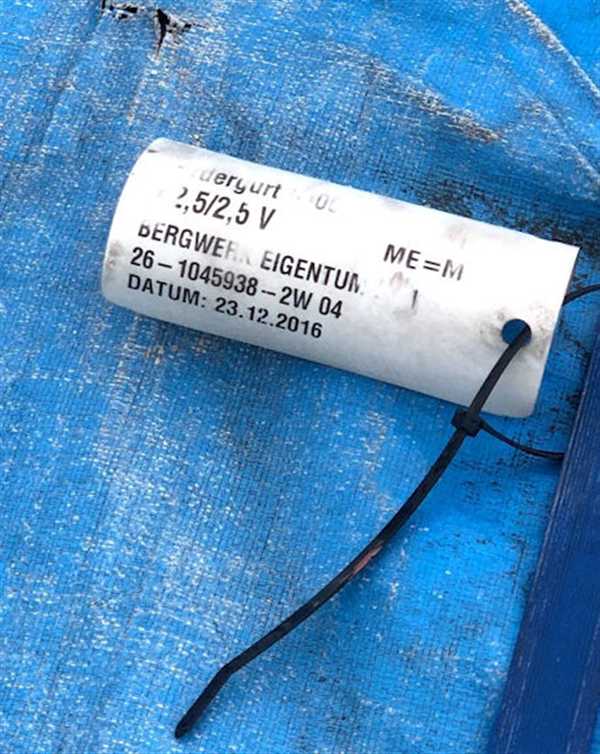 2,5/2,5 V
BERGWERK EIGENTUM
ME=M
26-1045938-2W 04
DATUM: 23.12.2016